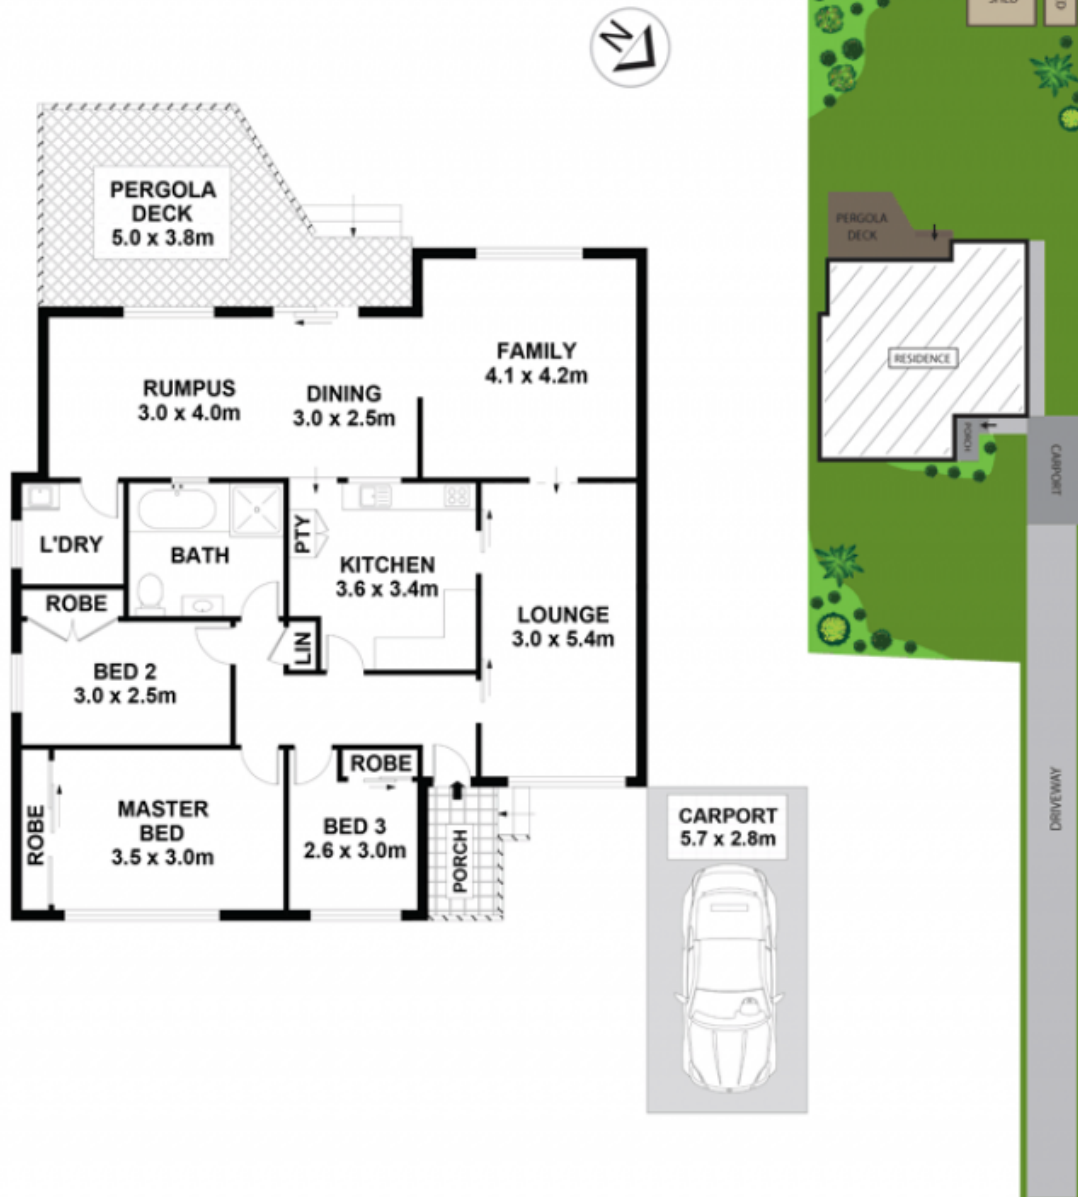 N
SHED
D
PERGOLA
DECK
5.0 x 3.8m
PERGOLA
DECK
FAMILY
4.1 x 4.2m
RESIDENCE
RUMPUS
3.0 x 4.0m
DINING
3.0 x 2.5m
PORCH
CARPORT
L'DRY
BATH
PTY
KITCHEN
3.6 x 3.4m
ROBE
LOUNGE
3.0 x 5.4m
LIN
BED 2
3.0 x 2.5m
ROBE
ROBE
MASTER
BED
3.5 x 3.0m
BED 3
2.6 x 3.0m
PORCH
CARPORT
5.7 x 2.8m
DRIVEWAY